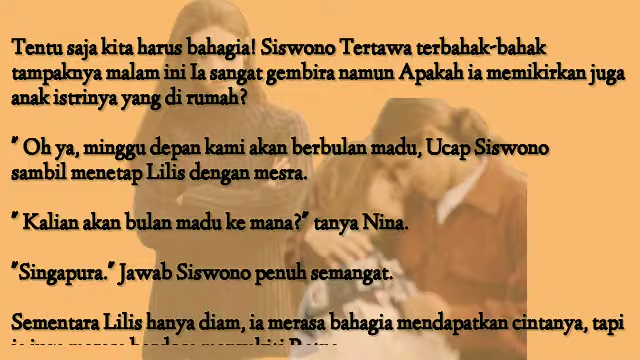 Tentu saja kita harus bahagia! Siswono Tertawa terbahak-bahak
tampaknya malam ini Ia sangat gembira namun Apakah ia memikirkan juga
anak istrinya yang di rumah?
" Oh ya, minggu depan kami akan berbulan madu, Ucap Siswono
sambil menetap Lilis dengan mesra.
" Kalian akan bulan madu ke mana?" tanya Nina.
"Singapura." Jawab Siswono penuh semangat.
Sementara Lilis hanya diam, ia merasa bahagia mendapatkan cintanya, tapi